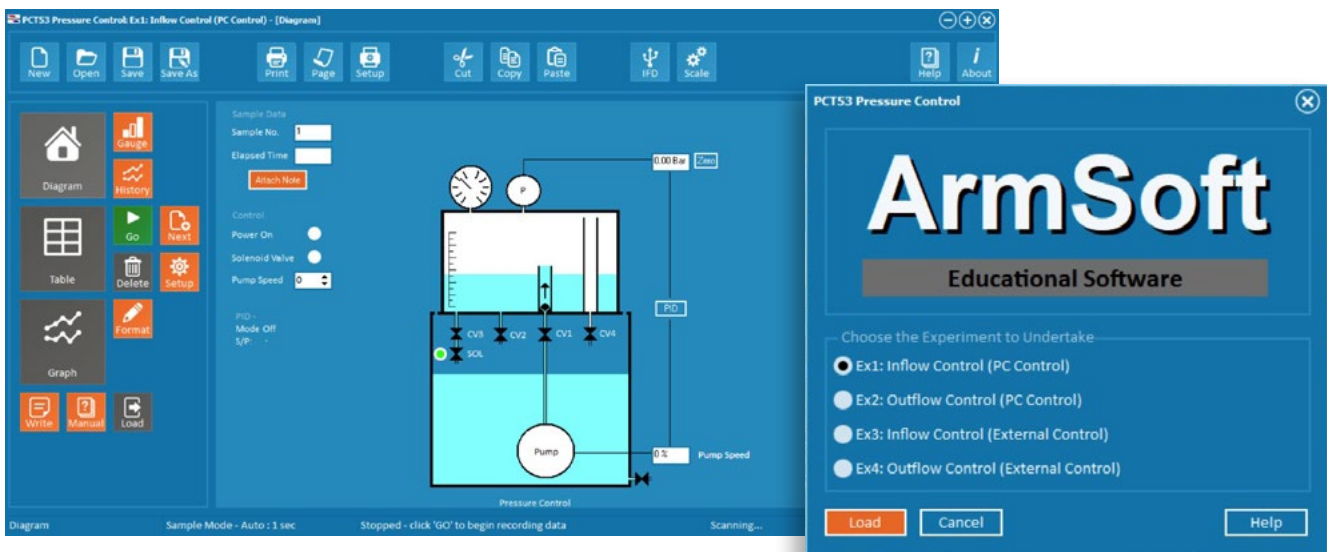 PCT53 Pressure Control: Ex1: Inflow Control (PC Control) - [Diagram]
New Open Save Save As Print Page Setup Cut Copy Paste IFD Scale Help About
Diagram
Gauge
History
Table
Go
Next
Delete
Setup
Graph
Format
Write
Manual
Load
Sample Data
Sample No. 1
Elapsed Time
Attach Note
Control
Power On
Solenoid Valve
Pump Speed 0
PID -
Mode Off
S/P: -
P
0.00 Bar Zero
PID
CV3 CV2 CV1 CV4
SOL
Pump
0 % Pump Speed
Pressure Control
Diagram Sample Mode - Auto : 1 sec Stopped - click 'GO' to begin recording data Scanning...
PCT53 Pressure Control
ArmSoft
Educational Software
Choose the Experiment to Undertake
Ex1: Inflow Control (PC Control)
Ex2: Outflow Control (PC Control)
Ex3: Inflow Control (External Control)
Ex4: Outflow Control (External Control)
Load Cancel Help